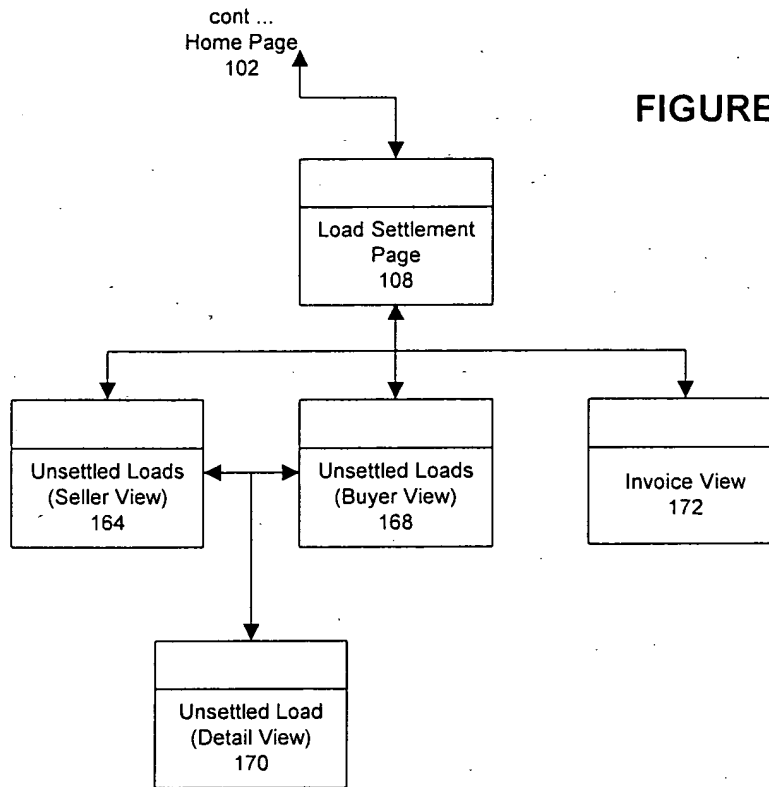 cont ...
Home Page
102
FIGURE
Load Settlement
Page
108
Unsettled Loads
(Seller View)
164
Unsettled Loads
(Buyer View)
168
Invoice View
172
Unsettled Load
(Detail View)
170